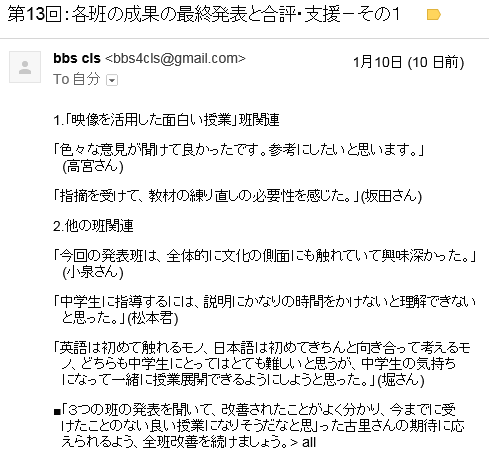 第13回：各班の成果の最終発表と合評・支援－その1
bbs cls <bbs4cls@gmail.com>
1月10日 (10 日前)
To 自分
1.｢映像を活用した面白い授業｣班関連
｢色々な意見が聞けて良かったです。参考にしたいと思います。｣
(高宮さん)
｢指摘を受けて、教材の練り直しの必要性を感じた。｣(坂田さん)
2.他の班関連
｢今回の発表班は、全体的に文化の側面にも触れていて興味深かった。｣
(小泉さん)
｢中学生に指導するには、説明にかなりの時間をかけないと理解できない
と思った。｣(松本君)
｢英語は初めて触れるモノ、日本語は初めてきちんと向き合って考えるモ
ノ、どちらも中学生にとってはとても難しいと思うが、中学生の気持ち
になって一緒に授業展開できるようにしようと思った。｣(堀さん)
■｢３つの班の発表を聞いて、改善されたことがよく分かり、今までに受
けたことのない良い授業になりそうだなと思｣った古里さんの期待に応
えられるよう、全班改善を続けましょう。> all